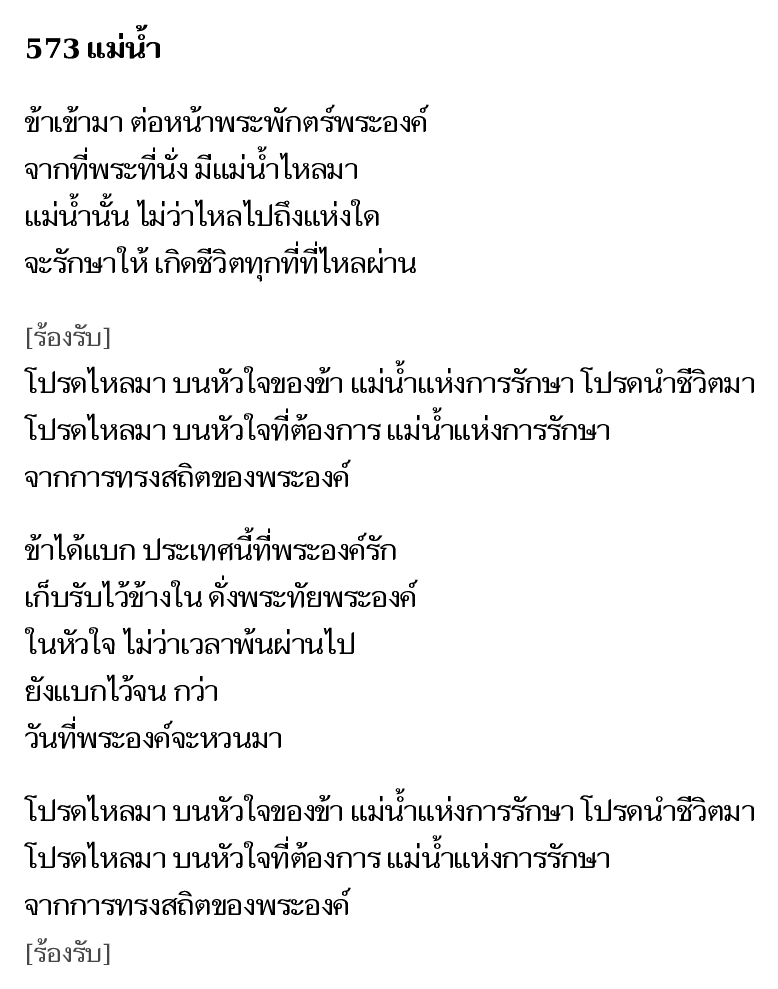 573 แม่น้ำ
ข้าเข้ามา ต่อหน้าพระพักตร์พระองค์
จากที่พระที่นั่ง มีแม่น้ำไหลมา
แม่น้ำนั้น ไม่ว่าไหลไปถึงแห่งใด
จะรักษาให้ เกิดชีวิตทุกที่ที่ไหลผ่าน
[ร้องรับ]
โปรดไหลมา บนหัวใจของข้า แม่น้ำแห่งการรักษา โปรดนำชีวิตมา
โปรดไหลมา บนหัวใจที่ต้องการ แม่น้ำแห่งการรักษา
จากการทรงสถิตของพระองค์
ข้าได้แบก ประเทศนี้ที่พระองค์รัก
เก็บรับไว้ข้างใน ดั่งพระทัยพระองค์
ในหัวใจ ไม่ว่าเวลาพ้นผ่านไป
ยังแบกไว้จน กว่า
วันที่พระองค์จะหวนมา
โปรดไหลมา บนหัวใจของข้า แม่น้ำแห่งการรักษา โปรดนำชีวิตมา
โปรดไหลมา บนหัวใจที่ต้องการ แม่น้ำแห่งการรักษา
จากการทรงสถิตของพระองค์
[ร้องรับ]